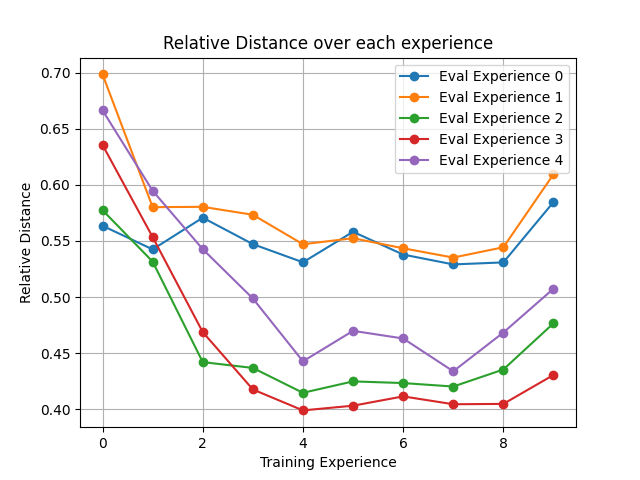 Relative Distance over each experience
Eval Experience 0
Eval Experience 1
Eval Experience 2
Eval Experience 3
Eval Experience 4
Relative Distance
0.70
0.65
0.60
0.55
0.50
0.45
0.40
0 2 4 6 8
Training Experience